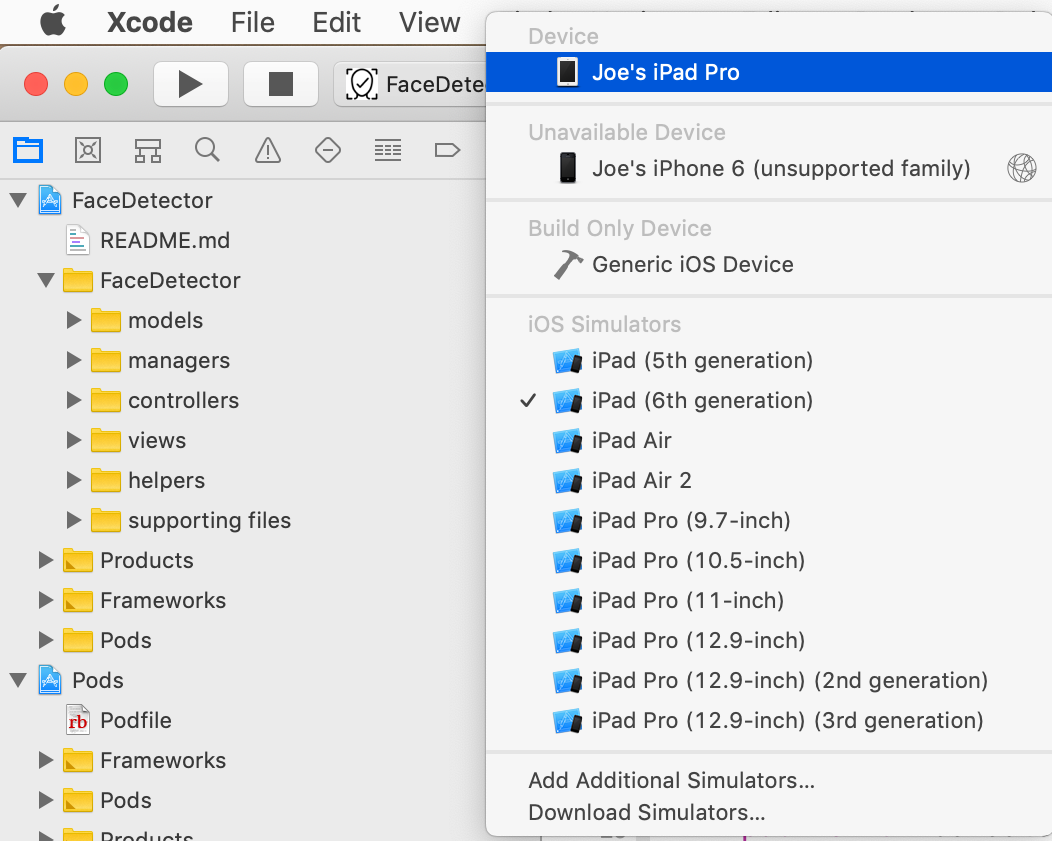 Xcode File Edit View
FaceDete
FaceDetector
README.md
FaceDetector
models
managers
controllers
views
helpers
supporting files
Products
Frameworks
Pods
Pods
rb Podfile
Frameworks
Pods
Products
Device
Joe's iPad Pro
Unavailable Device
Joe's iPhone 6 (unsupported family)
Build Only Device
Generic iOS Device
iOS Simulators
iPad (5th generation)
iPad (6th generation)
iPad Air
iPad Air 2
iPad Pro (9.7-inch)
iPad Pro (10.5-inch)
iPad Pro (11-inch)
iPad Pro (12.9-inch)
iPad Pro (12.9-inch) (2nd generation)
iPad Pro (12.9-inch) (3rd generation)
Add Additional Simulators...
Download Simulators...